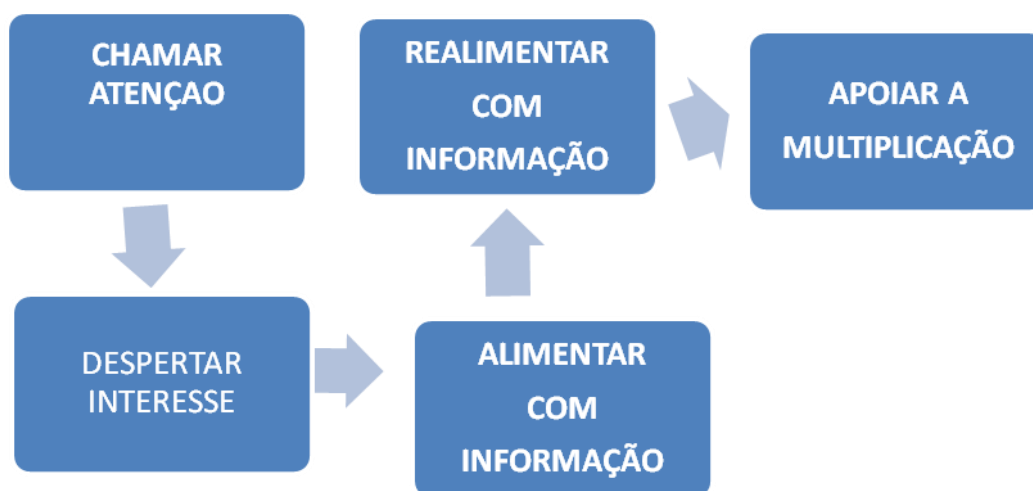 CHAMAR
ATENÇAO
DESPERTAR
INTERESSE
ALIMENTAR
COM
INFORMAÇÃO
REALIMENTAR
COM
INFORMAÇÃO
APOIAR A
MULTIPLICAÇÃO